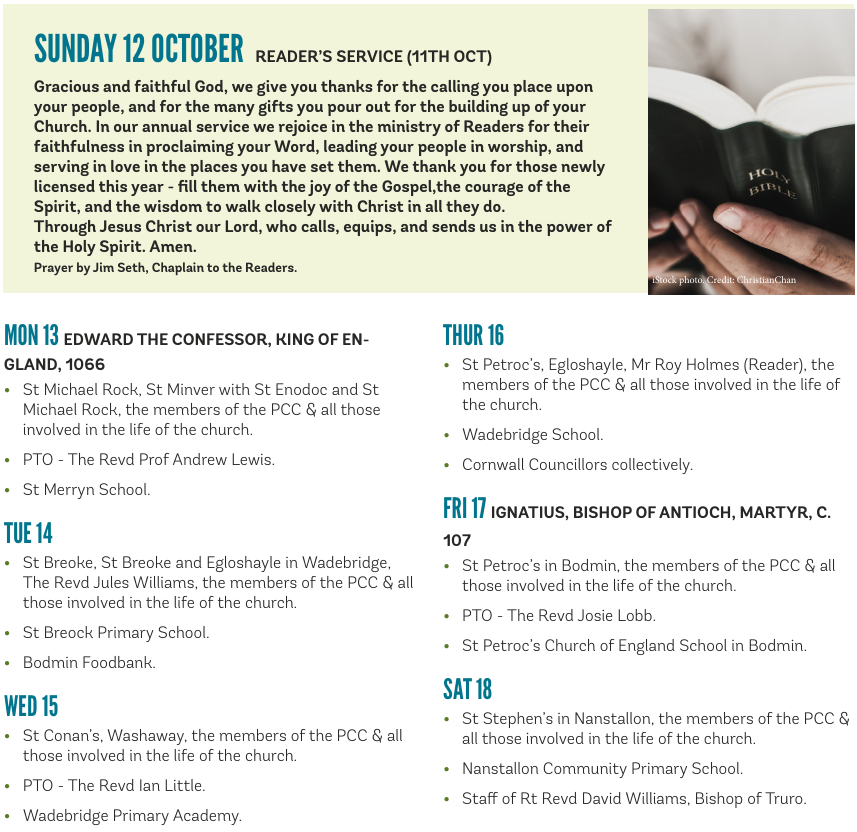 SUNDAY 12 OCTOBER READER'S SERVICE (11TH OCT)
Gracious and faithful God, we give you thanks for the calling you place upon
your people, and for the many gifts you pour out for the building up of your
Church. In our annual service we rejoice in the ministry of Readers for their
faithfulness in proclaiming your Word, leading your people in worship, and
serving in love in the places you have set them. We thank you for those newly
licensed this year - fill them with the joy of the Gospel,the courage of the
Spirit, and the wisdom to walk closely with Christ in all they do.
Through Jesus Christ our Lord, who calls, equips, and sends us in the power of
the Holy Spirit. Amen.
Prayer by Jim Seth, Chaplain to the Readers.
HOLY
BIBLE
iStock photo. Credit: ChristianChan
MON 13 EDWARD THE CONFESSOR, KING OF EN-
GLAND, 1066
• St Michael Rock, St Minver with St Enodoc and St
Michael Rock, the members of the PCC & all those
involved in the life of the church.
• PTO - The Revd Prof Andrew Lewis.
• St Merryn School.
TUE 14
• St Breoke, St Breoke and Egloshayle in Wadebridge,
The Revd Jules Williams, the members of the PCC & all
those involved in the life of the church.
• St Breock Primary School.
• Bodmin Foodbank.
WED 15
• St Conan's, Washaway, the members of the PCC & all
those involved in the life of the church.
• PTO - The Revd Ian Little.
• Wadebridge Primary Academy.
THUR 16
• St Petroc's, Egloshayle, Mr Roy Holmes (Reader), the
members of the PCC & all those involved in the life of
the church.
• Wadebridge School.
• Cornwall Councillors collectively.
FRI 17 IGNATIUS, BISHOP OF ANTIOCH, MARTYR, C.
107
• St Petroc's in Bodmin, the members of the PCC & all
those involved in the life of the church.
• PTO - The Revd Josie Lobb.
• St Petroc's Church of England School in Bodmin.
SAT 18
• St Stephen's in Nanstallon, the members of the PCC &
all those involved in the life of the church.
• Nanstallon Community Primary School.
• Staff of Rt Revd David Williams, Bishop of Truro.